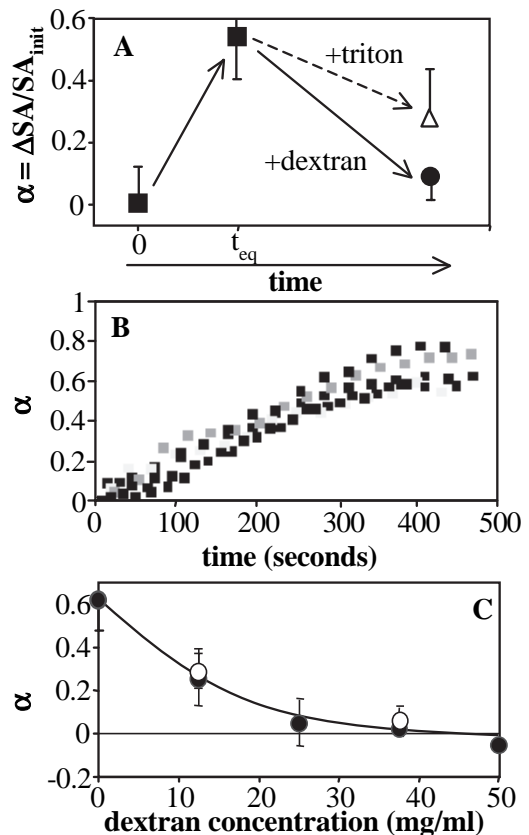 0.6
A
+triton
0.4
α = ΔSA/SA_init
0.2
+dextran
0
0
t_eq
time
1
B
0.8
0.6
α
0.4
0.2
0
0 100 200 300 400 500
time (seconds)
0.6
C
0.4
α
0.2
0
-0.2
0 10 20 30 40 50
dextran concentration (mg/ml)